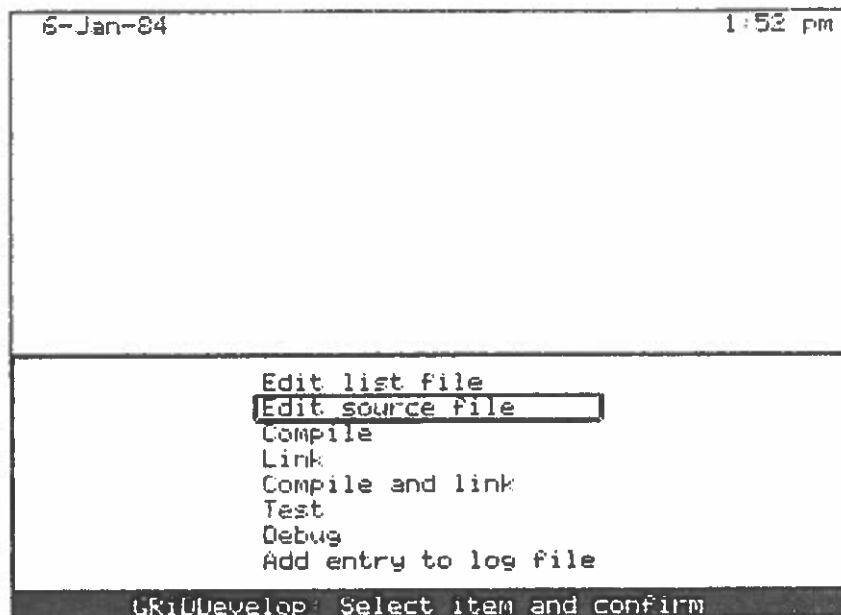 6-Jan-84 1:52 pm
Edit list file
Edit source file
Compile
Link
Compile and link
Test
Debug
Add entry to log file
GRiDDevelop: Select item and confirm